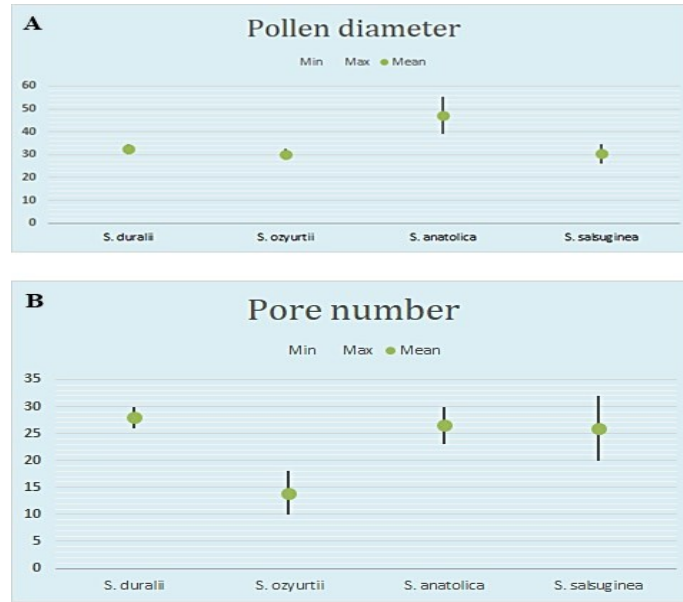 A
Pollen diameter
Min Max Mean
60
50
40
30
20
10
0
S. duralii S. ozyurtii S. anatolica S. salsuginea
B
Pore number
Min Max Mean
35
30
25
20
15
10
5
0
S. duralii S. ozyurtii S. anatolica S. salsuginea